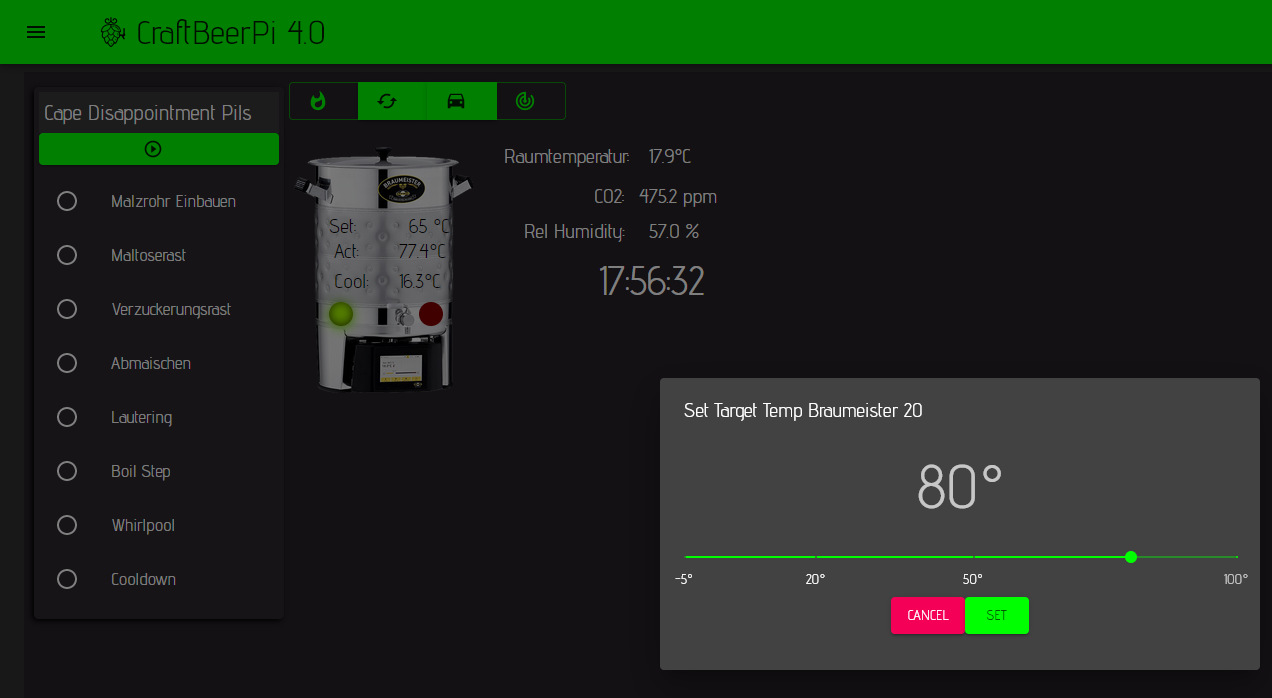 CraftBeerPi 4.0
Cape Disappointment Pils
Malzrohr Einbauen
Maltoserast
Verzuckerungsrast
Abmaischen
Lautering
Boil Step
Whirlpool
Cooldown
BRAUMEISTER
Set: 65 °C
Act: 77.4°C
Cool: 16.3°C
Raumtemperatur: 17.9°C
CO2: 475.2 ppm
Rel Humidity: 57.0 %
17:56:32
Set Target Temp Braumeister 20
80°
-5° 20° 50° 100°
CANCEL SET